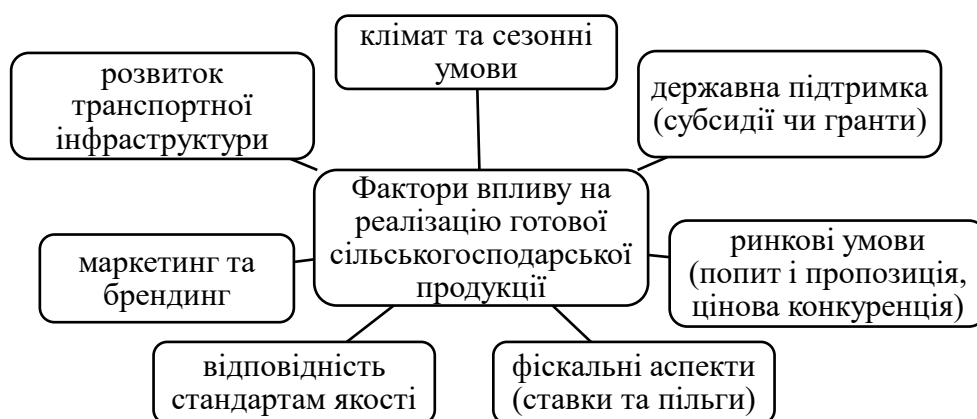 клімат та сезонні
умови
розвиток
транспортної
інфраструктури
державна підтримка
(субсидії чи гранти)
Фактори впливу на
реалізацію готової
сільськогосподарської
продукції
маркетинг та
брендинг
ринкові умови
(попит і пропозиція,
цінова конкуренція)
відповідність
стандартам якості
фіскальні аспекти
(ставки та пільги)